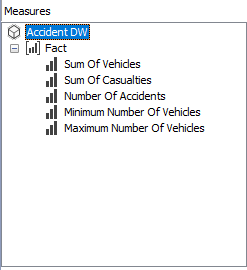 Measures
Accident DW
Fact
Sum Of Vehicles
Sum Of Casualties
Number Of Accidents
Minimum Number Of Vehicles
Maximum Number Of Vehicles